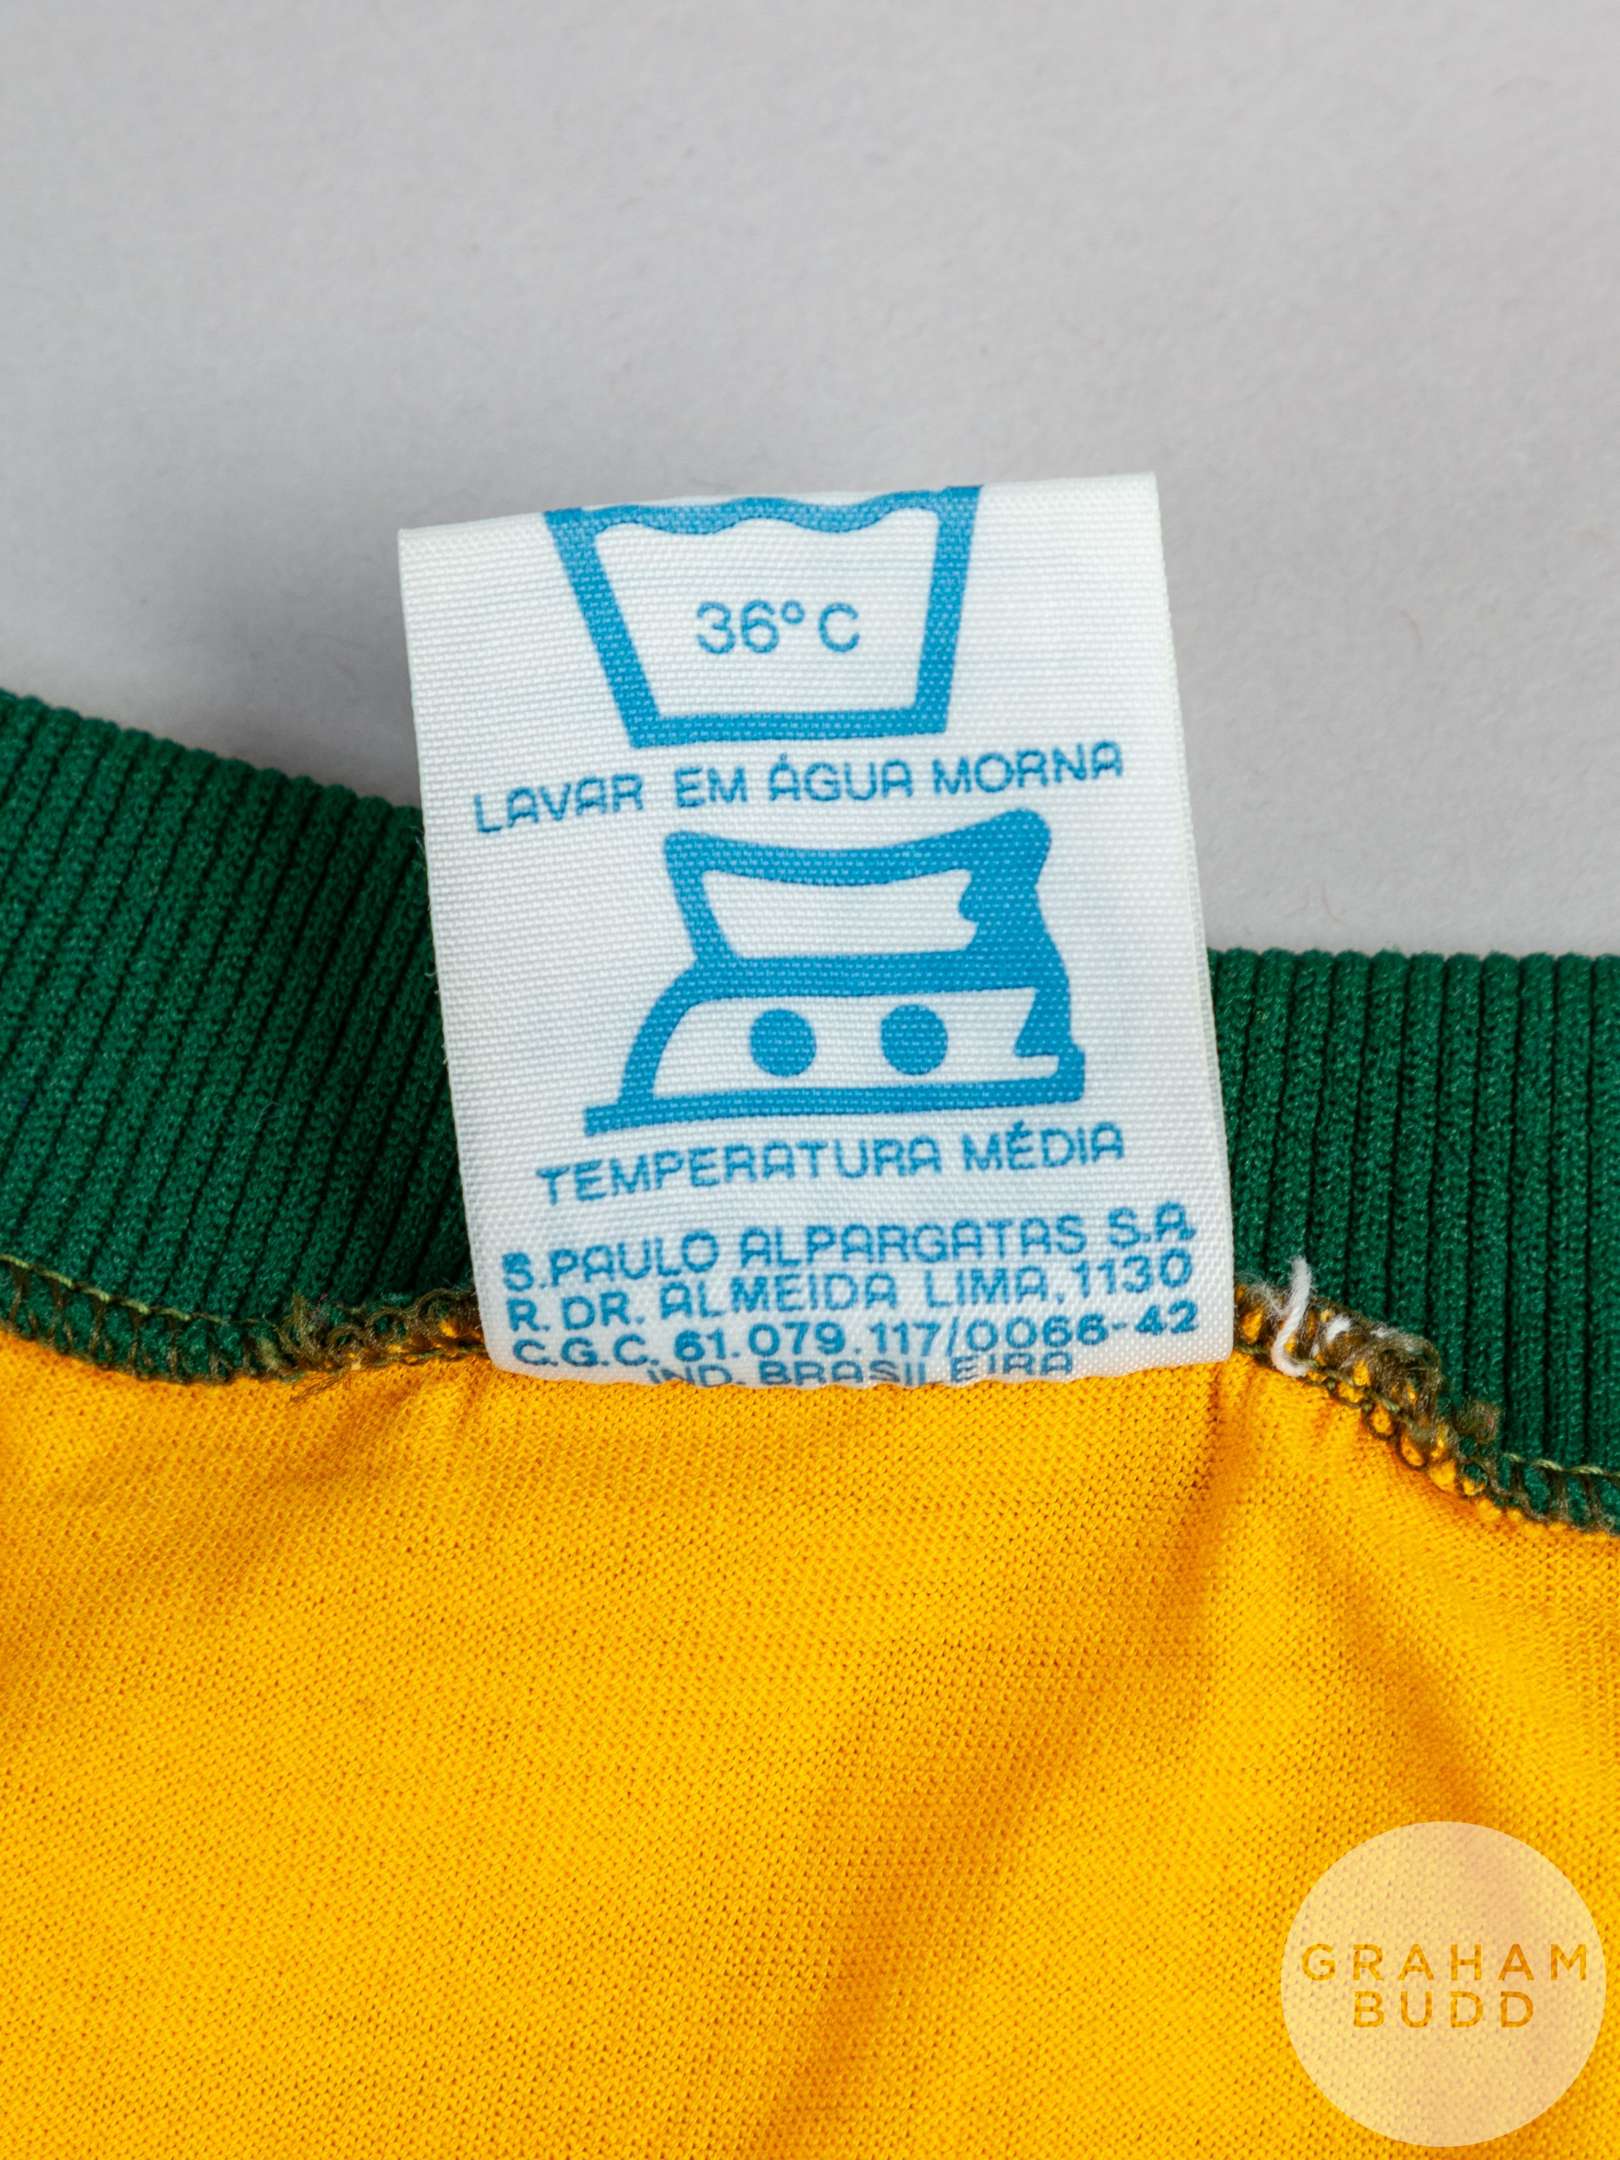 36°C
LAVAR EM ÁGUA MORNA
TEMPERATURA MÉDIA
S.PAULO ALPARGATAS S.A.
R. DR. ALMEIDA LIMA, 1130
C.G.C. 61.079.117/0066-42
IND. BRASILEIRA
GRAHAM
BUDD